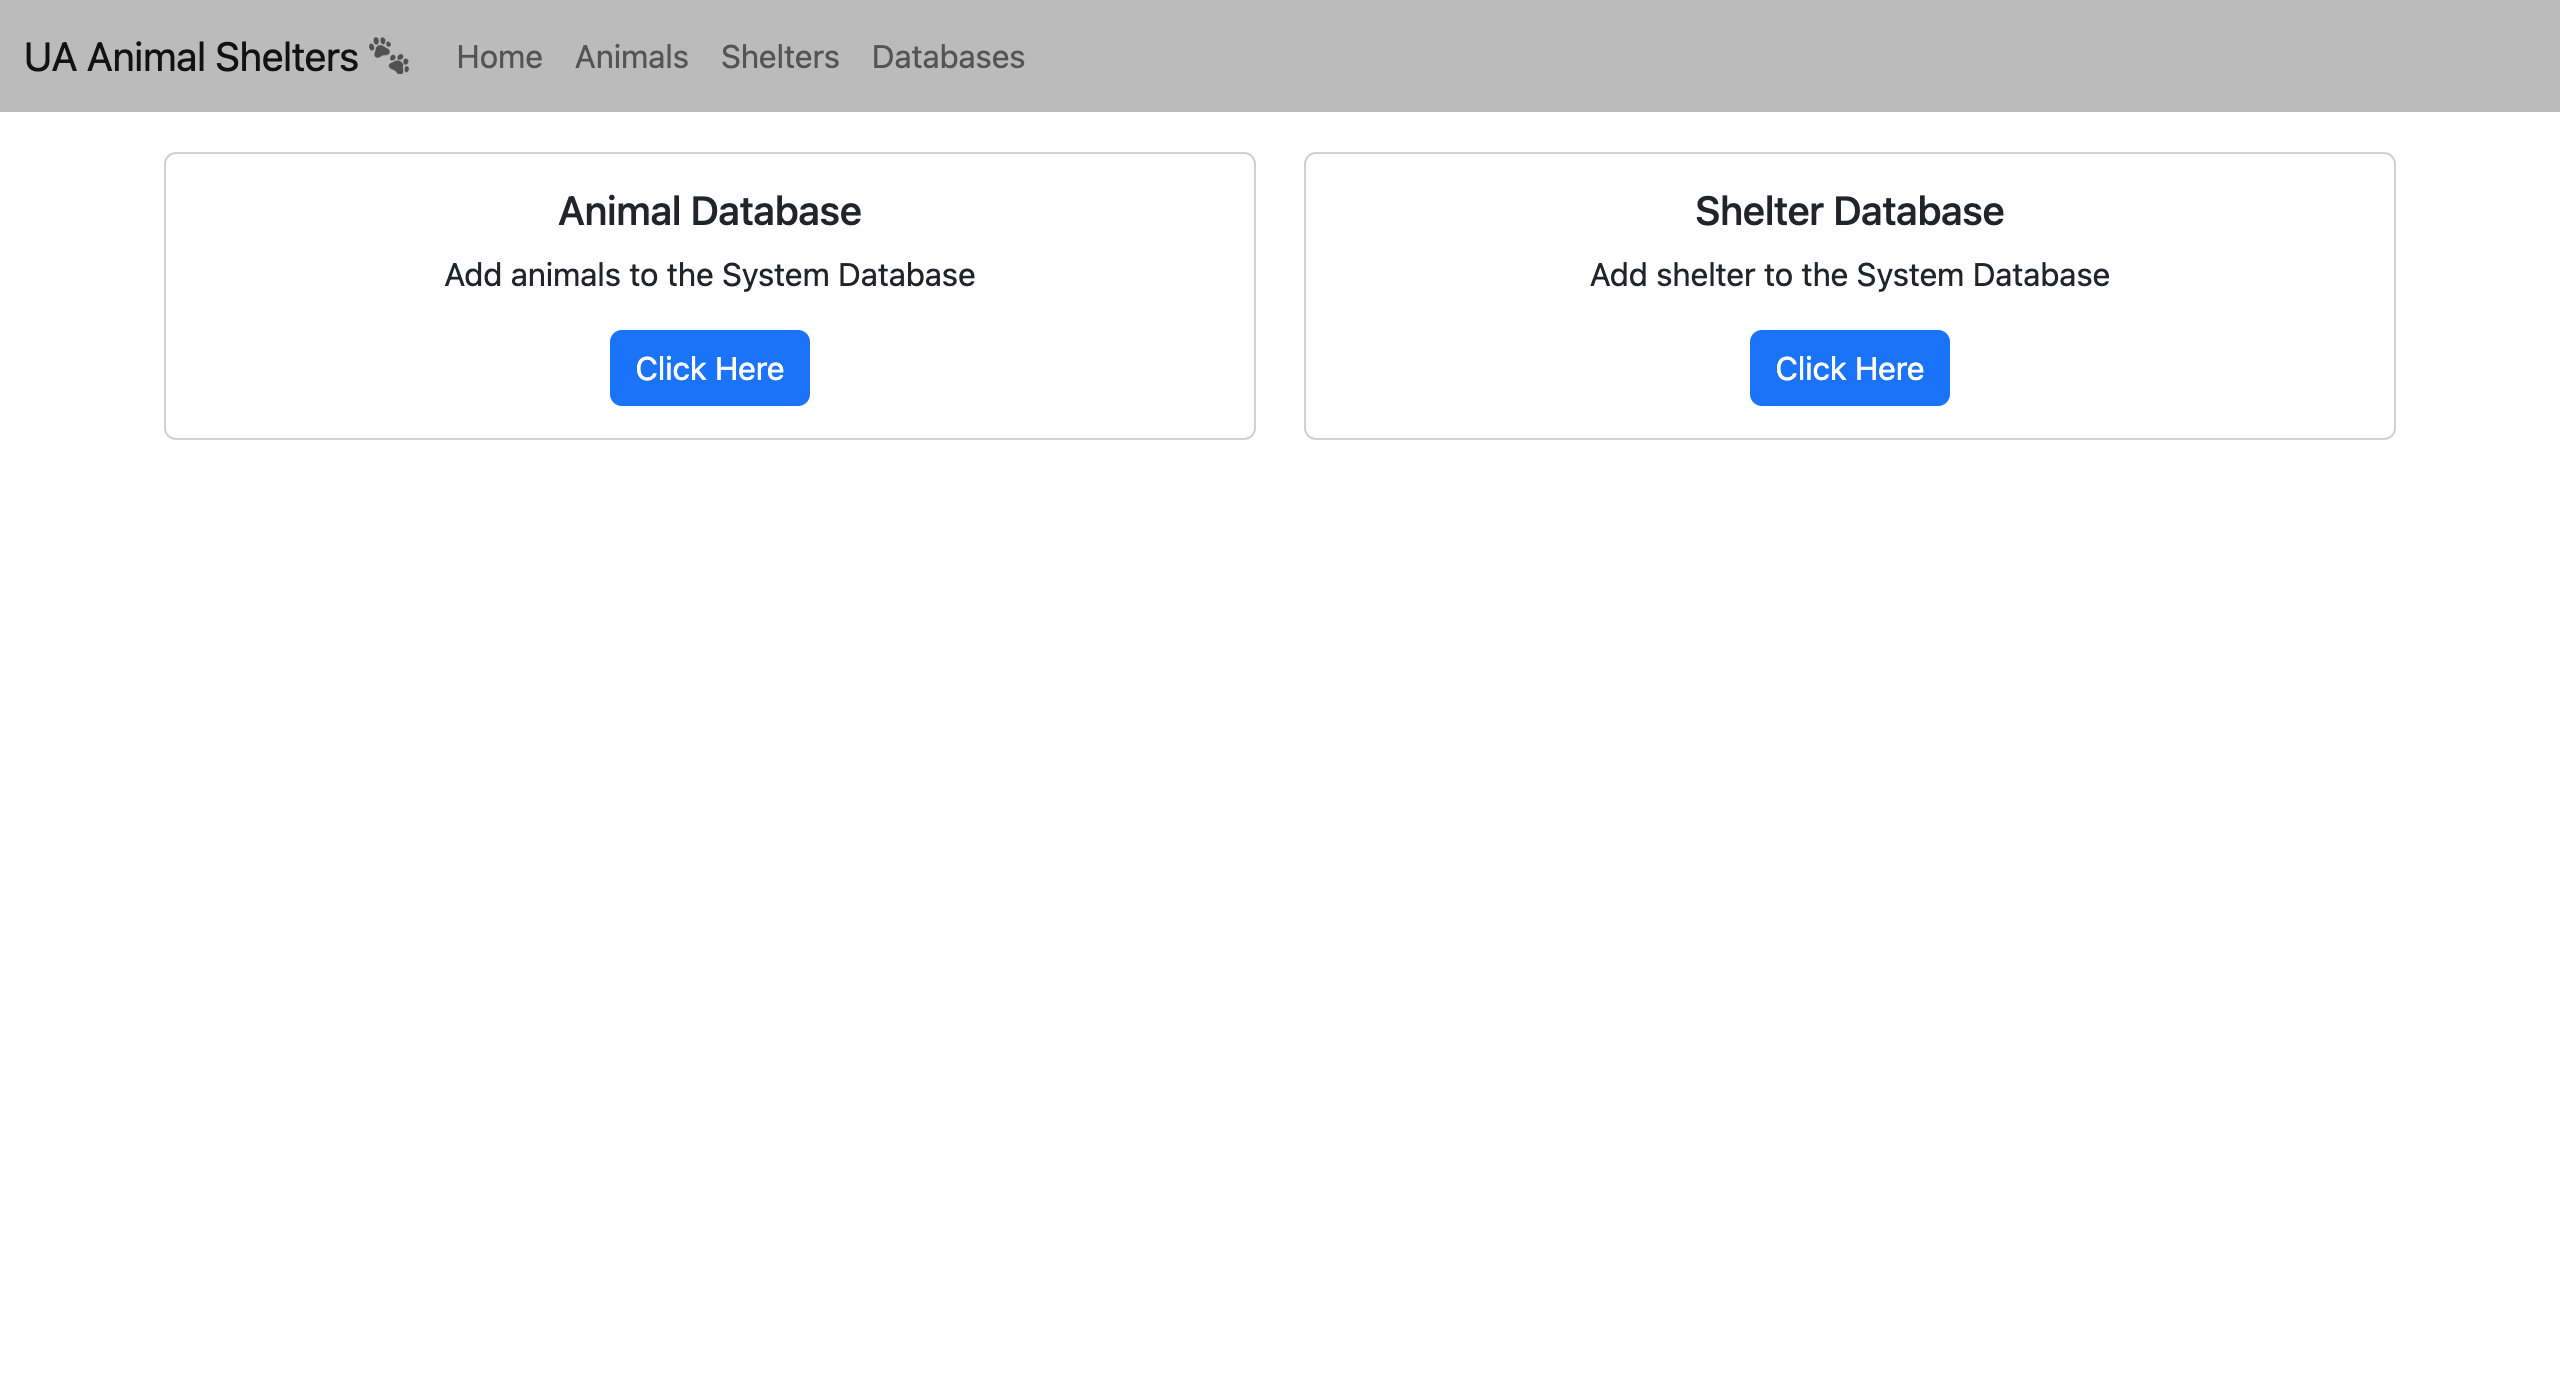 UA Animal Shelters 🐾 Home Animals Shelters Databases
Animal Database
Add animals to the System Database
Click Here
Shelter Database
Add shelter to the System Database
Click Here